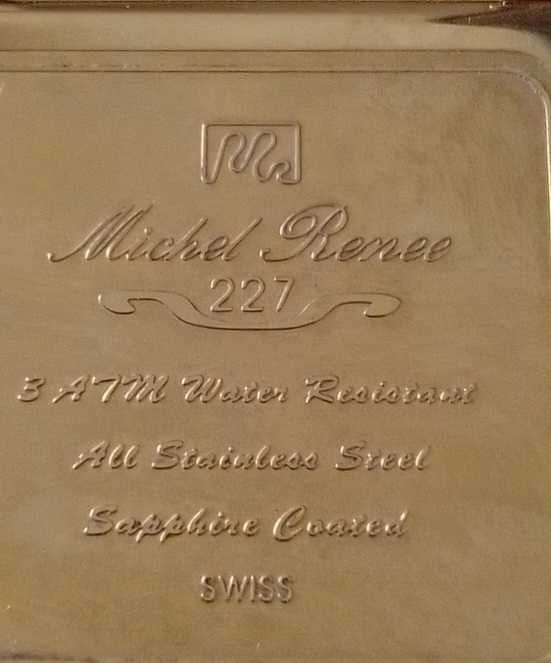 M
Michel Renee
227
3 ATM Water Resistant
All Stainless Steel
Sapphire Coated
SWISS